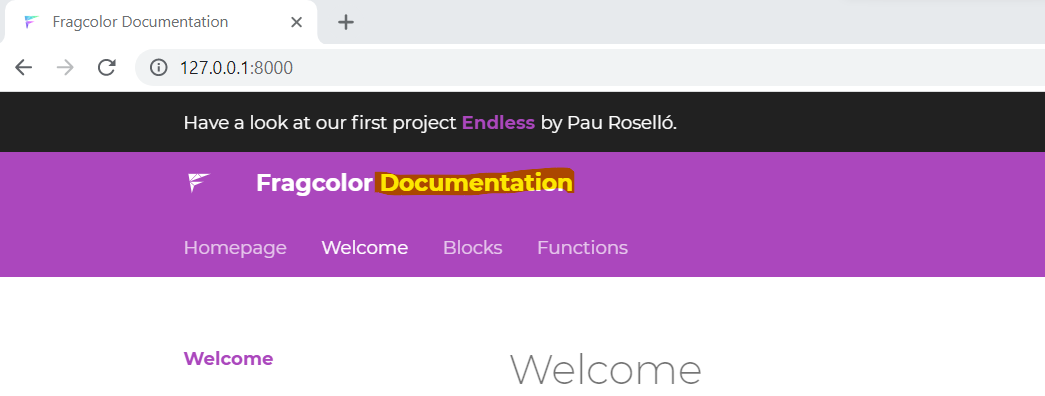 Fragcolor Documentation
127.0.0.1:8000
Have a look at our first project Endless by Pau Roselló.
Fragcolor Documentation
Homepage Welcome Blocks Functions
Welcome
Welcome